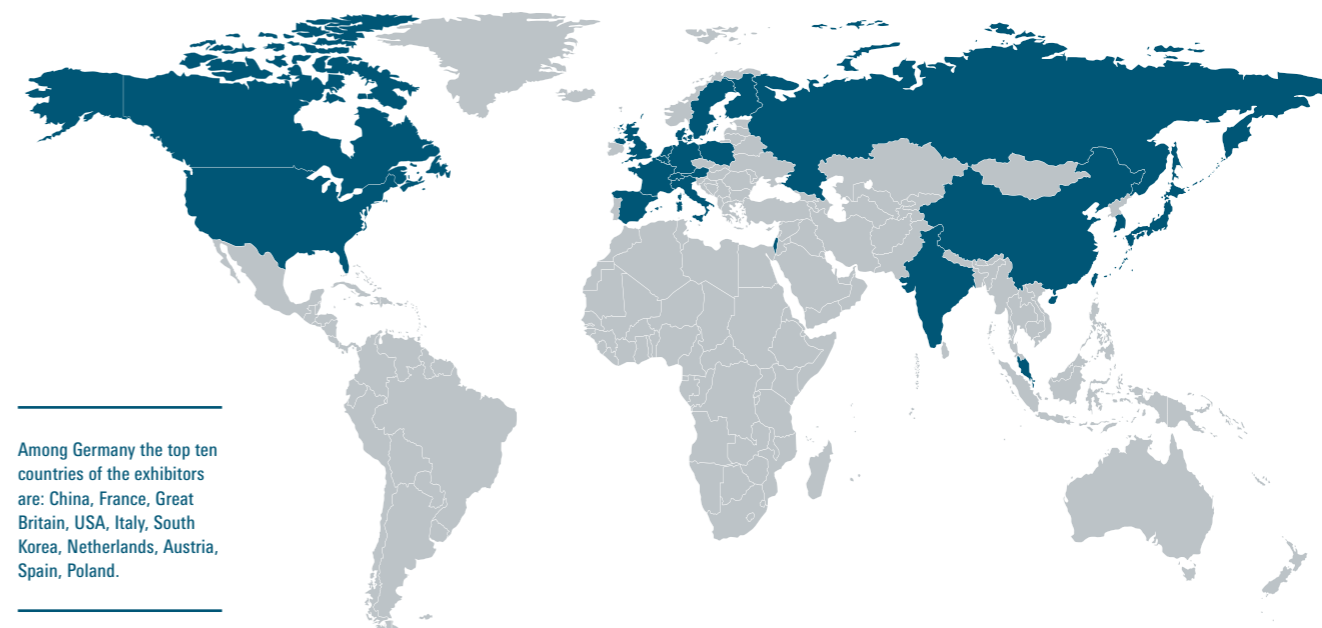 Among Germany the top ten
countries of the exhibitors
are: China, France, Great
Britain, USA, Italy, South
Korea, Netherlands, Austria,
Spain, Poland.